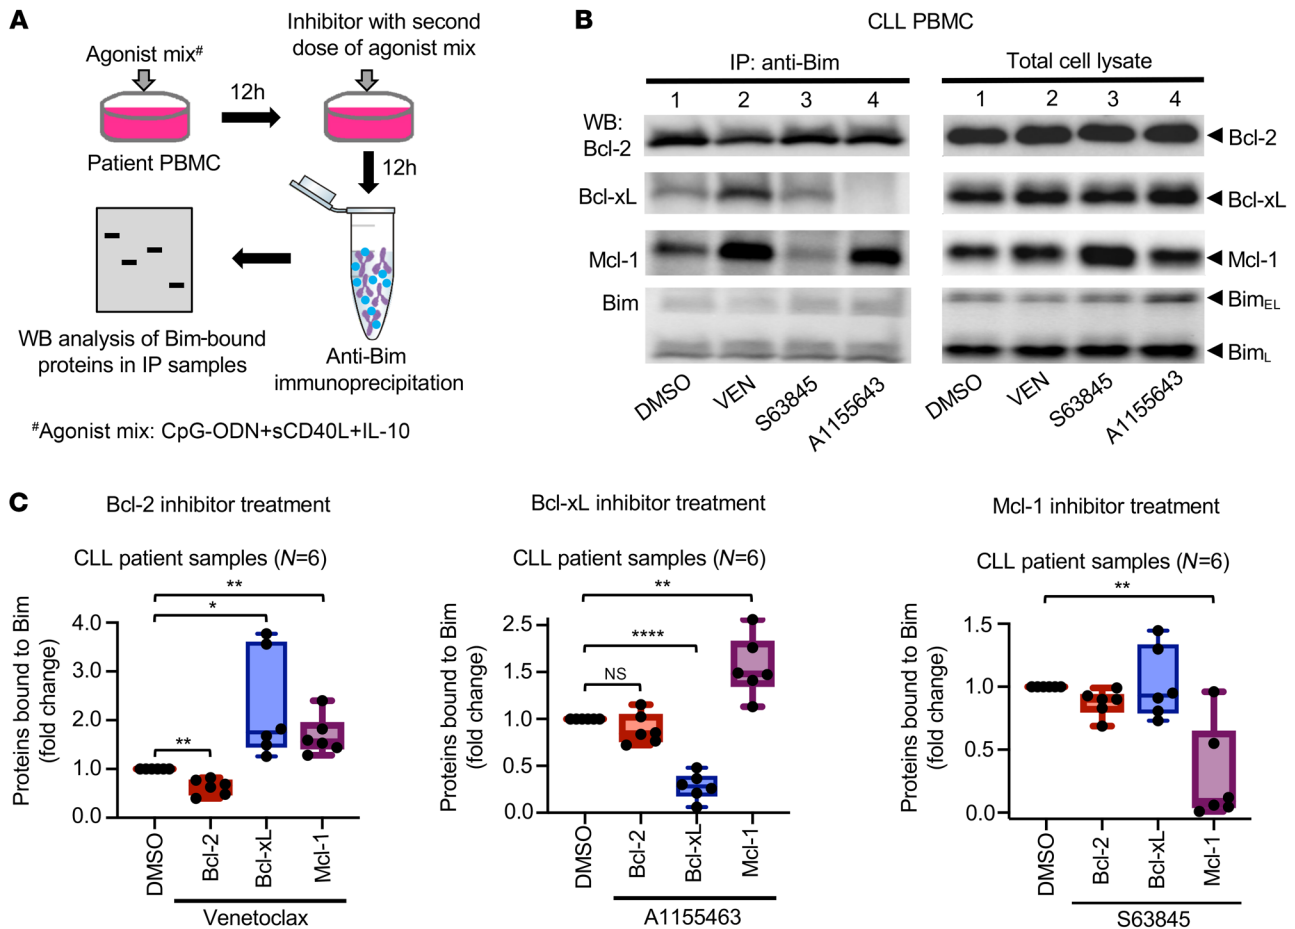 A
Agonist mix#
Inhibitor with second
dose of agonist mix
12h
Patient PBMC
12h
WB analysis of Bim-bound
proteins in IP samples
Anti-Bim
immunoprecipitation
#Agonist mix: CpG-ODN+sCD40L+IL-10
B
CLL PBMC
IP: anti-Bim
Total cell lysate
1 2 3 4
1 2 3 4
WB:
Bcl-2
Bcl-2
Bcl-xL
Bcl-xL
Mcl-1
Mcl-1
Bim
BimEL
BimL
DMSO
VEN
S63845
A1155643
DMSO
VEN
S63845
A1155643
C
Bcl-2 inhibitor treatment
CLL patient samples (N=6)
**
*
**
Proteins bound to Bim
(fold change)
4.0
3.0
2.0
1.0
0.0
DMSO
Bcl-2
Bcl-xL
Mcl-1
Venetoclax
Bcl-xL inhibitor treatment
CLL patient samples (N=6)
**
****
NS
Proteins bound to Bim
(fold change)
2.5
1.5
1.0
0.5
0.0
DMSO
Bcl-2
Bcl-xL
Mcl-1
A1155463
Mcl-1 inhibitor treatment
CLL patient samples (N=6)
**
Proteins bound to Bim
(fold change)
1.5
1.0
0.5
0.0
DMSO
Bcl-2
Bcl-xL
Mcl-1
S63845